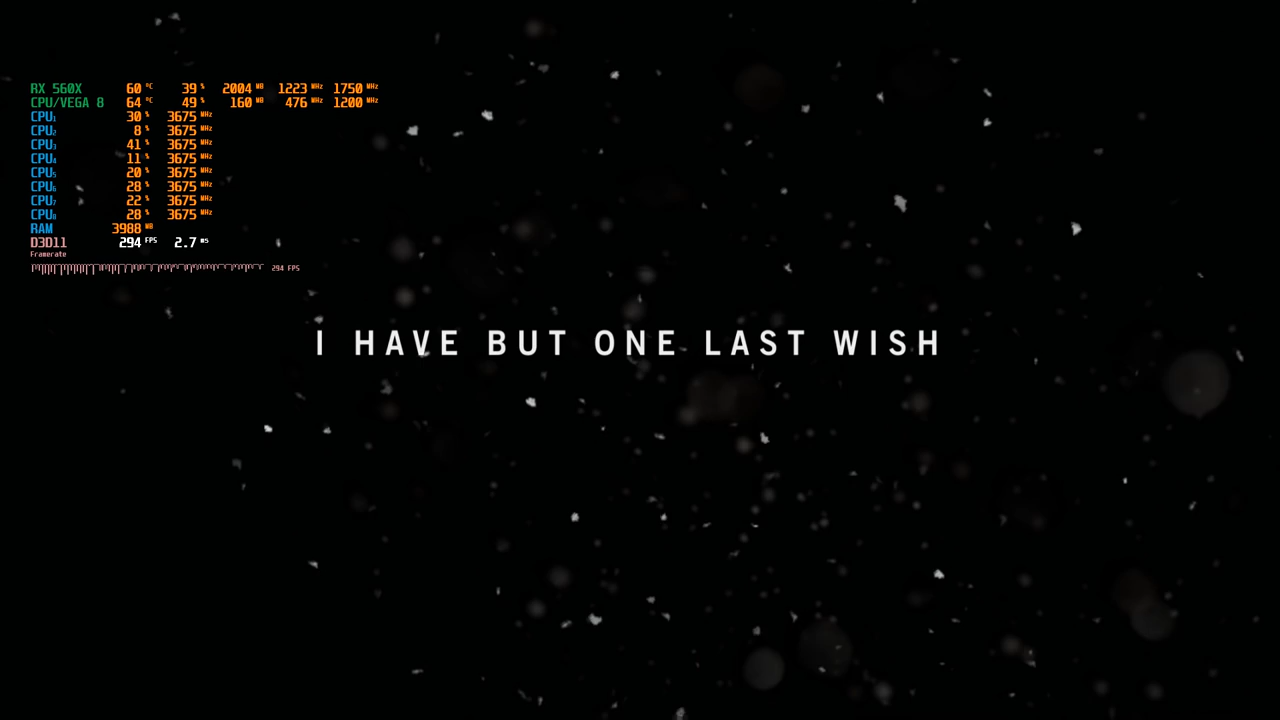 RX 560X 60 °C 39 % 2004 MB 1223 MHz 1750 MHz
CPU/VEGA 8 64 °C 49 % 160 MB 476 MHz 1200 MHz
CPU1 30 % 3675 MHz
CPU2 8 % 3675 MHz
CPU3 41 % 3675 MHz
CPU4 11 % 3675 MHz
CPU5 20 % 3675 MHz
CPU6 28 % 3675 MHz
CPU7 22 % 3675 MHz
CPU8 28 % 3675 MHz
RAM 3988 MB
D3D11 294 FPS 2.7 ms
Framerate
294 FPS
I HAVE BUT ONE LAST WISH